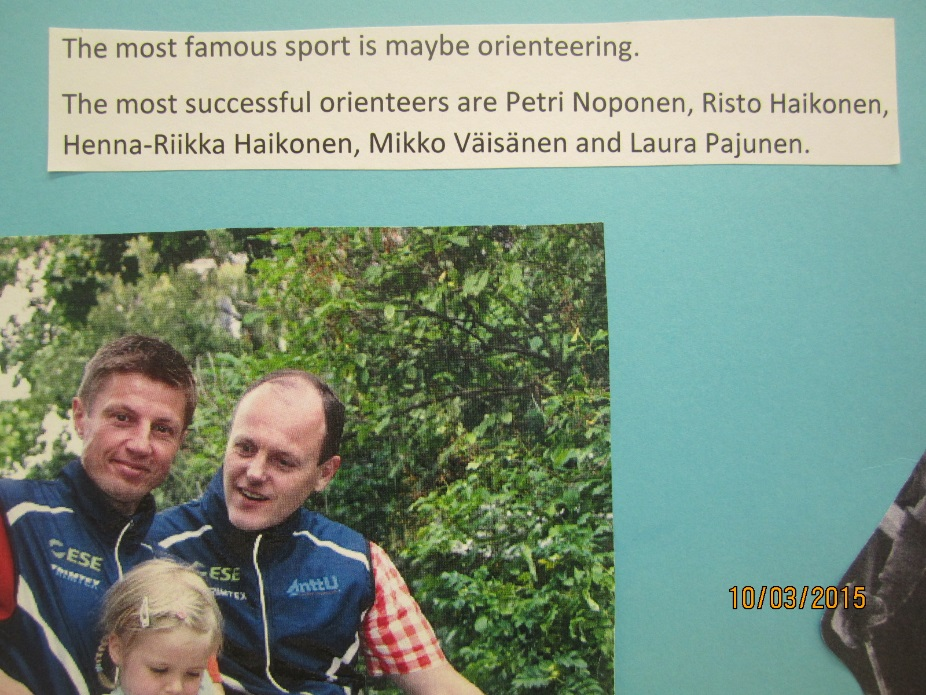 The most famous sport is maybe orienteering.
The most successful orienteers are Petri Noponen, Risto Haikonen,
Henna-Riikka Haikonen, Mikko Väisänen and Laura Pajunen.
ESE
TRIMTEX
ESE
TRIMTEX
AnttU
10/03/2015